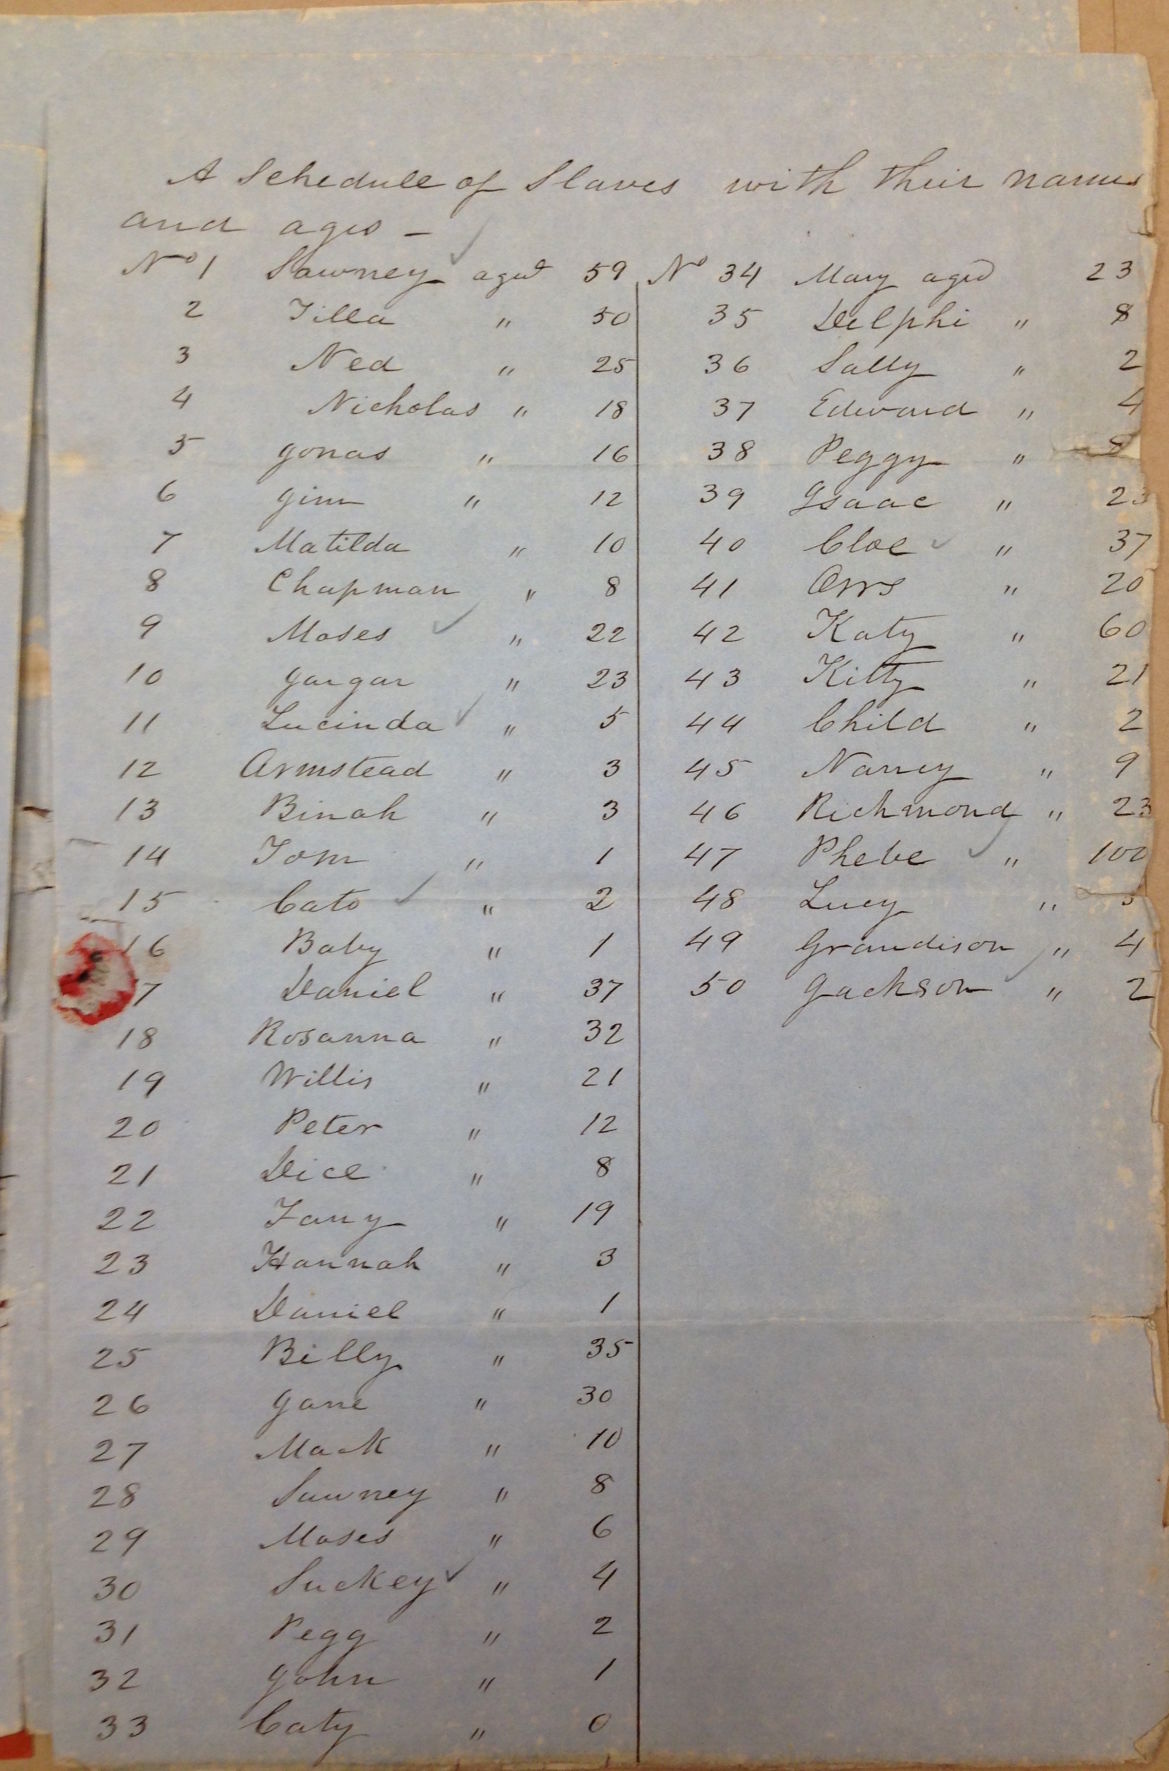 A Schedule of Slaves with their names
and ages –
No 1 Sawney aged 59
2 Tilla " 50
3 Ned " 25
4 Nicholas " 18
5 Jonas " 16
6 Jim " 12
7 Matilda " 10
8 Chapman " 8
9 Moses " 22
10 " 23
11 Lucinda " 5
12 Armstead " 3
13 Binah " 3
14 Tom " 1
15 Cato " 2
16 Baby " 1
7 Daniel " 37
18 Rosanna " 32
19 Willis " 21
20 Peter " 12
21 Dice " 8
22 Fany " 19
23 Hannah " 3
24 Daniel " 1
25 Billy " 35
26 Jane " 30
27 Mack " 10
28 Sawney " 8
29 Moses " 6
30 Suckey " 4
31 Pegg " 2
32 John " 1
33 Caty " 0
No 34 Mary aged 23
35 Delphi " 8
36 Sally " 2
37 Edward " 4
38 Peggy " 8
39 Isaac " 23
40 Cloe " 37
41 " 20
42 Katy " 60
43 Kitty " 21
44 Child " 2
45 Nancy " 9
46 Richmond " 23
47 Phebe " 100
48 Lucy "
49 Grandison " 4
50 Jackson " 2